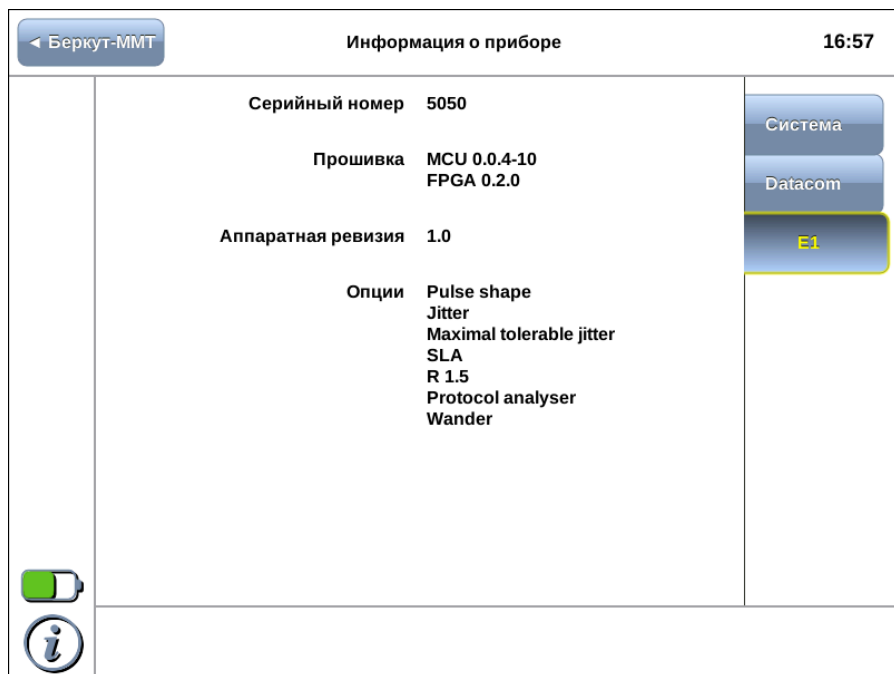 ◄ Беркут-ММТ
Информация о приборе
16:57
Серийный номер 5050
Прошивка MCU 0.0.4-10
FPGA 0.2.0
Аппаратная ревизия 1.0
Опции Pulse shape
Jitter
Maximal tolerable jitter
SLA
R 1.5
Protocol analyser
Wander
Система
Datacom
E1
i